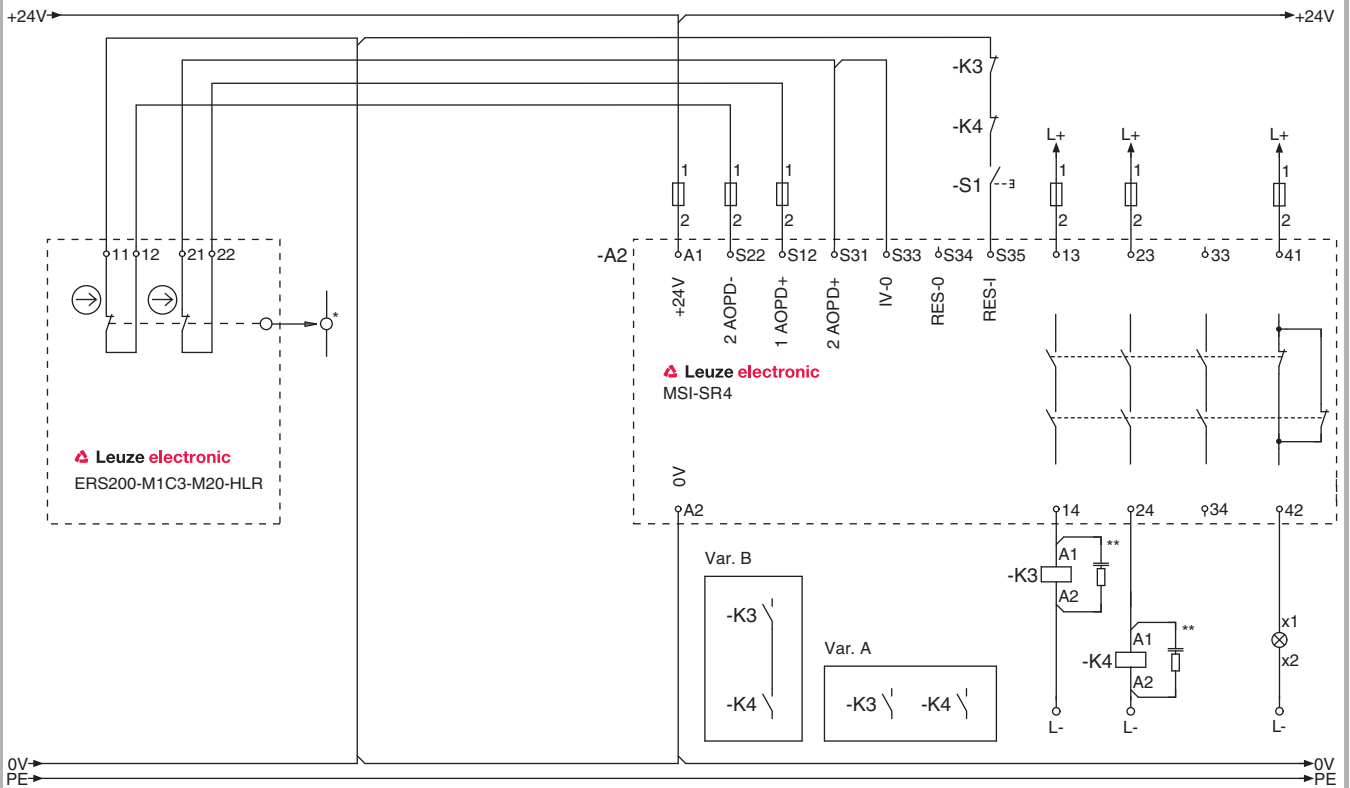 +24V
+24V
-K3
-K4
-S1
L+
L+
L+
1
1
1
1
1
1
2
2
2
2
2
2
11
12
21
22
-A2
A1
S22
S12
S31
S33
S34
S35
13
23
33
41
+24V
2 AOPD-
1 AOPD+
2 AOPD+
IV-0
RES-0
RES-I
*
Leuze electronic
MSI-SR4
Leuze electronic
ERS200-M1C3-M20-HLR
0V
A2
14
24
34
42
Var. B
-K3
-K4
Var. A
-K3
-K4
-K3
A1
A2
**
-K4
A1
A2
**
x1
x2
L-
L-
L-
0V
0V
PE
PE